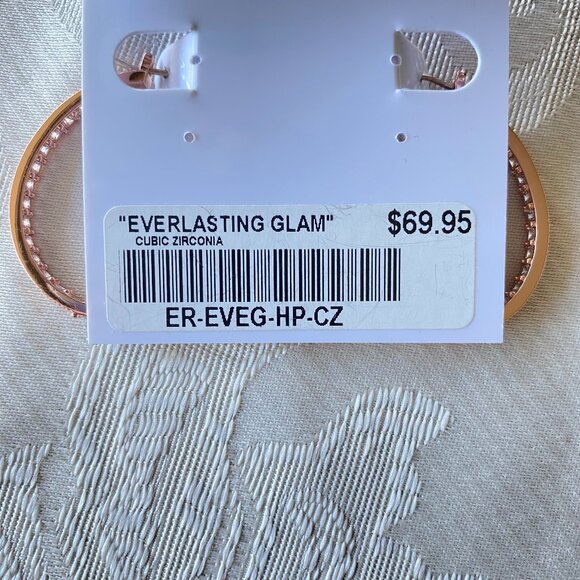 "EVERLASTING GLAM" $69.95
CUBIC ZIRCONIA
ER-EVEG-HP-CZ